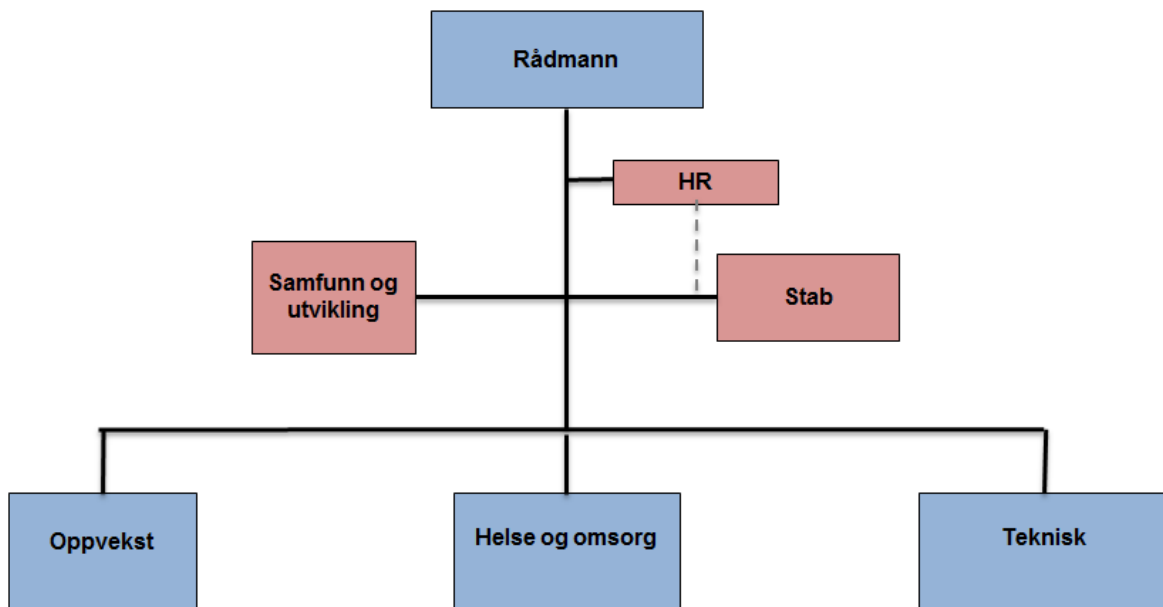 Rådmann
HR
Samfunn og
utvikling
Stab
Oppvekst
Helse og omsorg
Teknisk